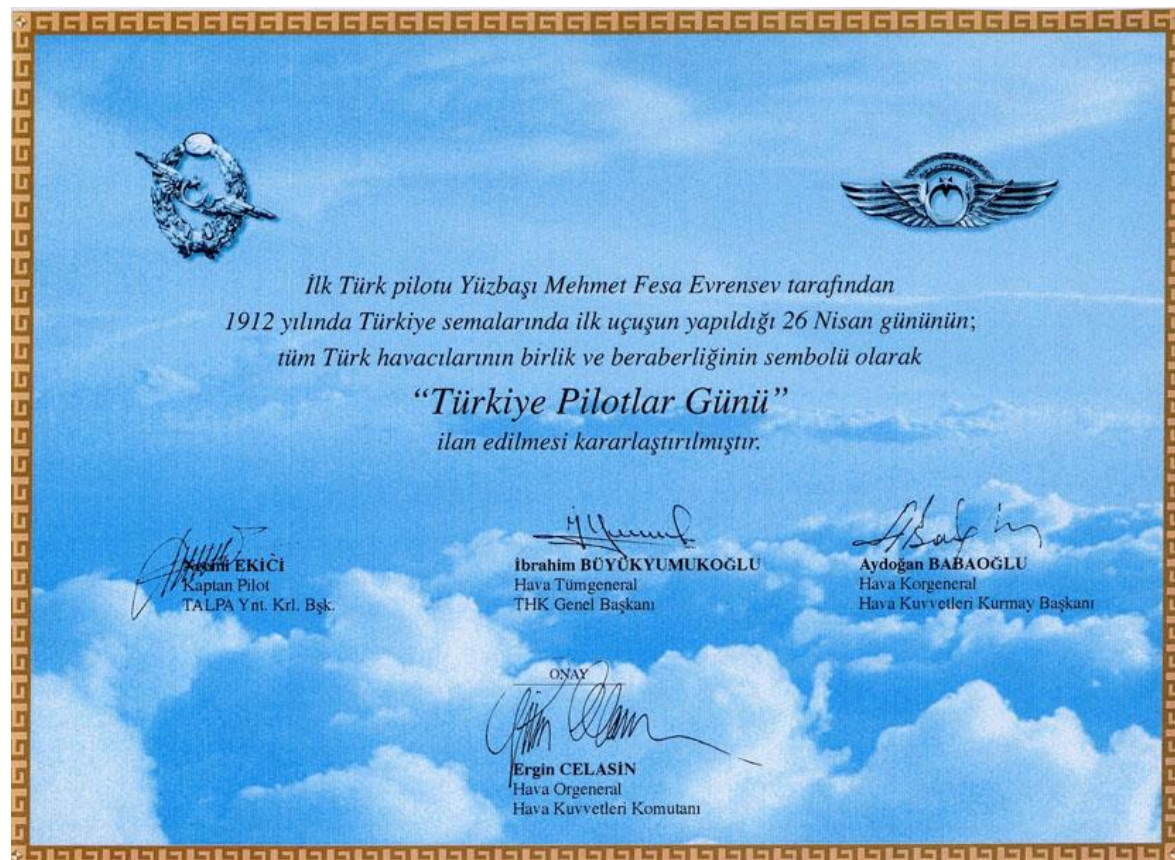 İlk Türk pilotu Yüzbaşı Mehmet Fesa Evrensev tarafından
1912 yılında Türkiye semalarında ilk uçuşun yapıldığı 26 Nisan gününün;
tüm Türk havacılarının birlik ve beraberliğinin sembolü olarak
“Türkiye Pilotlar Günü”
ilan edilmesi kararlaştırılmıştır.
EKİCİ
Kaptan Pilot
TALPA Ynt. Krl. Bşk.
İbrahim BÜYÜKYUMUKOĞLU
Hava Tümgeneral
THK Genel Başkanı
Aydoğan BABAOĞLU
Hava Korgeneral
Hava Kuvvetleri Kurmay Başkanı
ONAY
Ergin CELASİN
Hava Orgeneral
Hava Kuvvetleri Komutanı